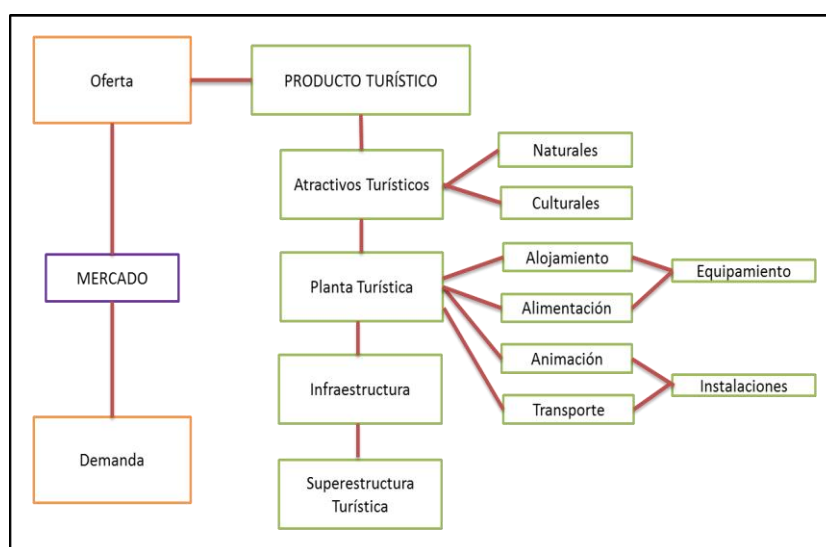 Oferta
PRODUCTO TURÍSTICO
Naturales
Atractivos Turísticos
Culturales
Alojamiento
MERCADO
Planta Turística
Equipamiento
Alimentación
Animación
Infraestructura
Instalaciones
Transporte
Demanda
Superestructura
Turística